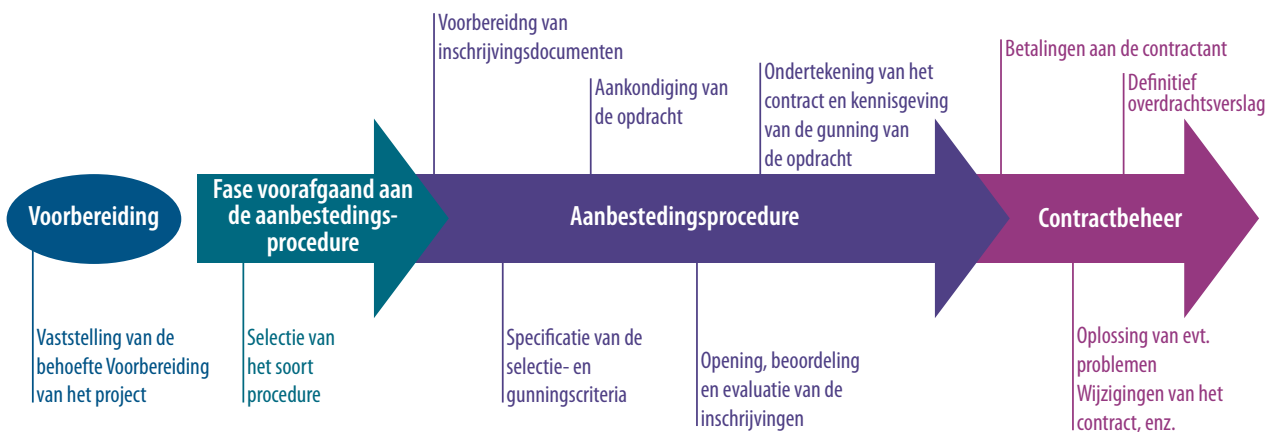 Voorbereidng van
inschrijvingsdocumenten
Aankondiging van
de opdracht
Ondertekening van het
contract en kennisgeving
van de gunning van
de opdracht
Betalingen aan de contractant
Definitief
overdrachtsverslag
Voorbereiding
Fase voorafgaand aan
de aanbestedings-
procedure
Aanbestedingsprocedure
Contractbeheer
Vaststelling van de
behoefte Voorbereiding
van het project
Selectie van
het soort
procedure
Specificatie van de
selectie- en
gunningscriteria
Opening, beoordeling
en evaluatie van de
inschrijvingen
Oplossing van evt.
problemen
Wijzigingen van het
contract, enz.